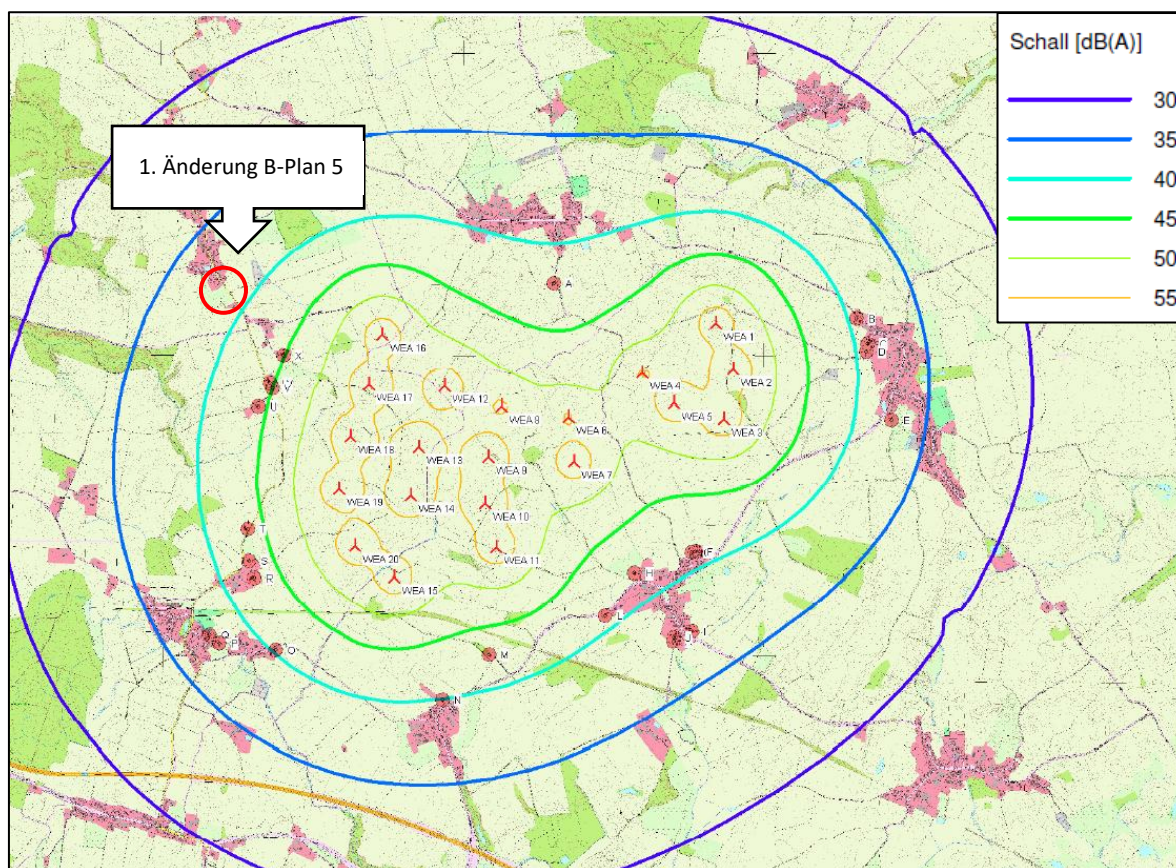 Schall [dB(A)]
30
35
40
45
50
55
1. Änderung B-Plan 5
A
WEA 1
B
WEA 16
C
D
X
WEA 2
WEA 4
WEA 17
WEA 12
V
U
WEA 5
WEA 8
WEA 6
WEA 3
E
WEA 18
WEA 13
WEA 9
WEA 7
WEA 19
WEA 14
WEA 10
T
WEA 20
WEA 11
F
S
R
WEA 15
H
L
I
J
P
O
M
N